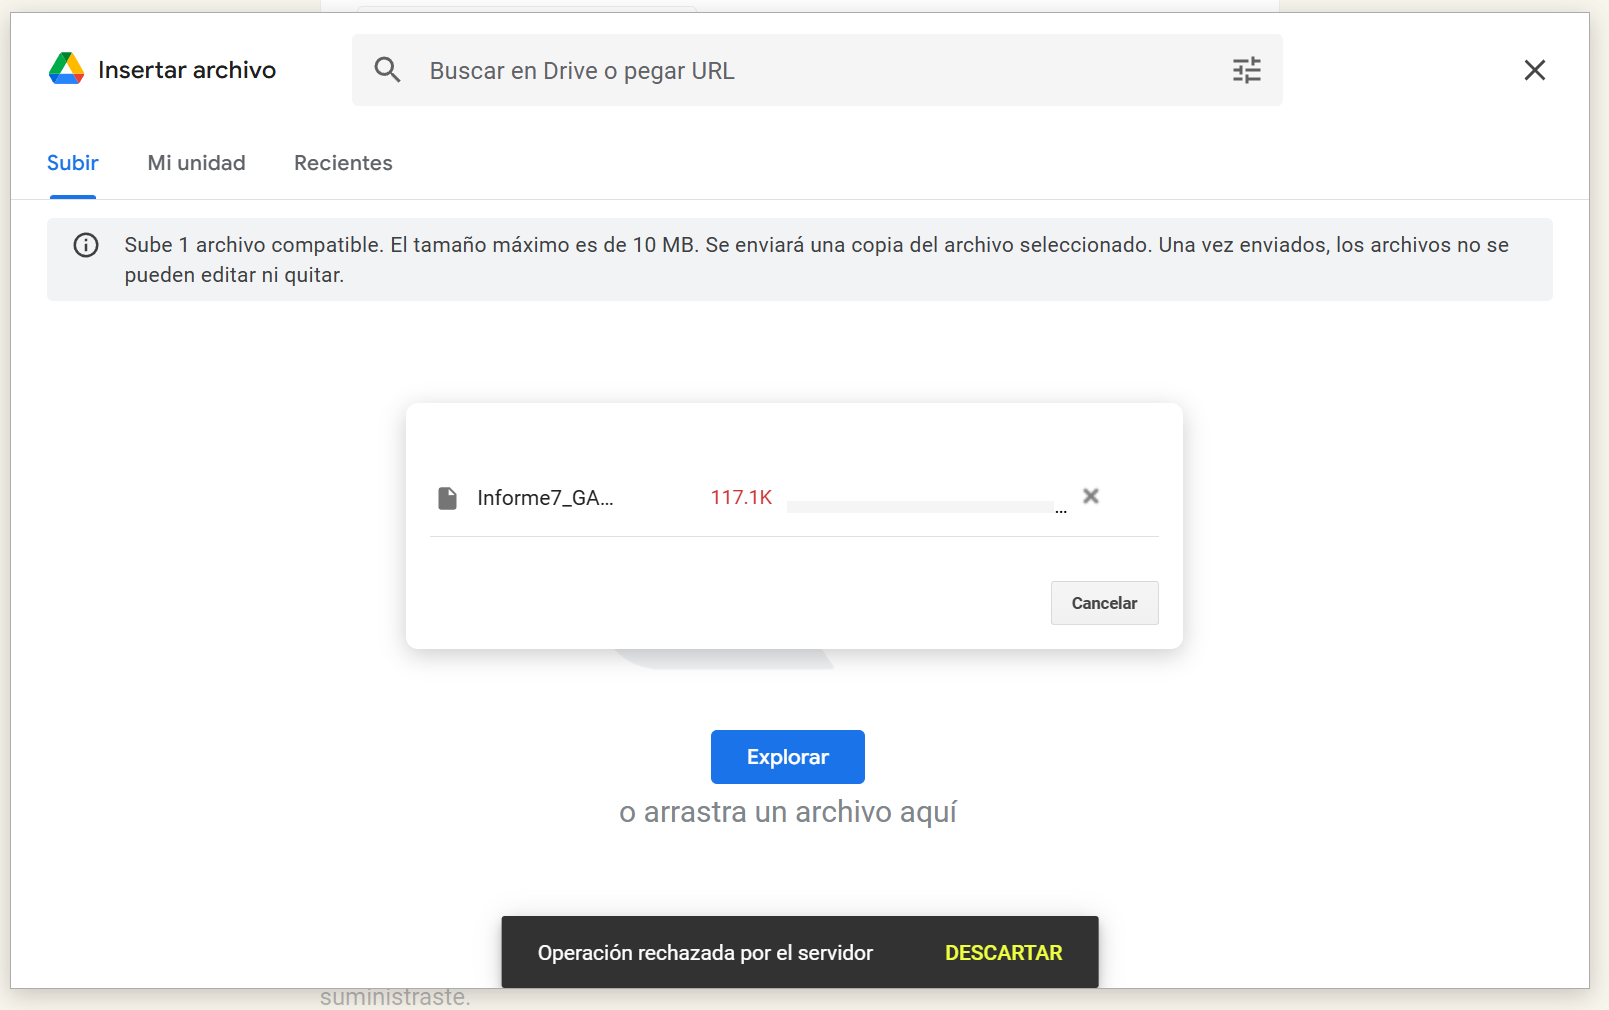 Insertar archivo
Buscar en Drive o pegar URL
Subir
Mi unidad
Recientes
Sube 1 archivo compatible. El tamaño máximo es de 10 MB. Se enviará una copia del archivo seleccionado. Una vez enviados, los archivos no se
pueden editar ni quitar.
Informe7_GA...
117.1K
...
Cancelar
Explorar
o arrastra un archivo aquí
Operación rechazada por el servidor
DESCARTAR
suministraste.